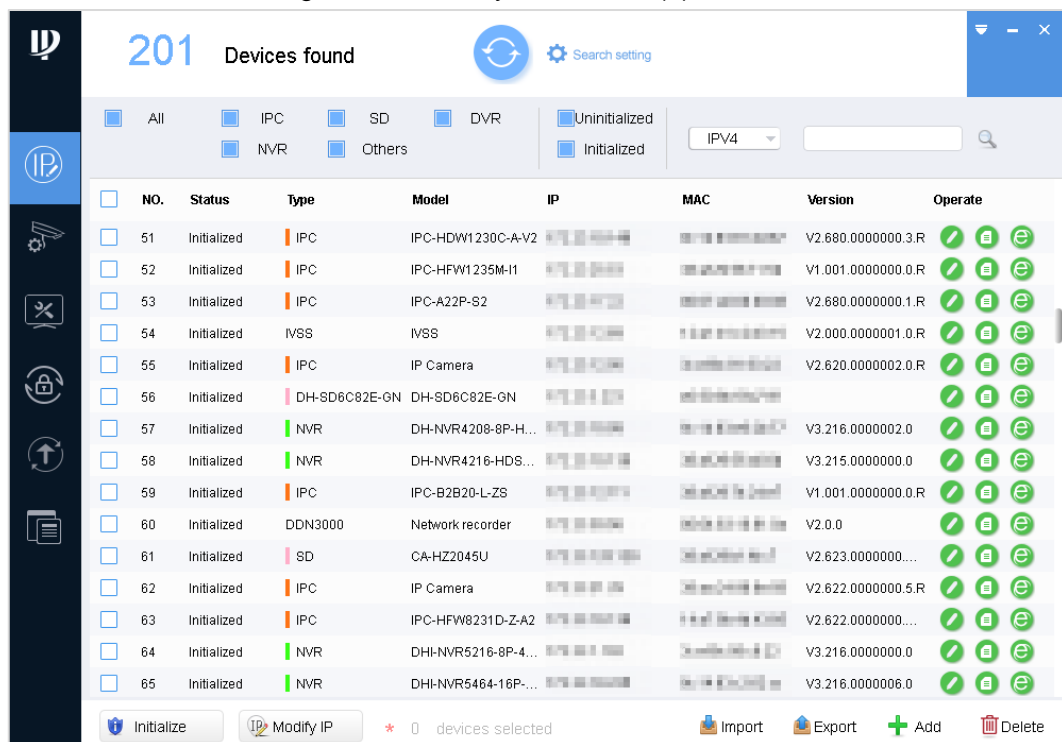 201 Devices found Search setting
All IPC SD DVR Uninitialized
NVR Others Initialized
IPV4
NO. Status Type Model IP MAC Version Operate
51 Initialized IPC IPC-HDW1230C-A-V2 V2.680.0000000.3.R
52 Initialized IPC IPC-HFW1235M-I1 V1.001.0000000.0.R
53 Initialized IPC IPC-A22P-S2 V2.680.0000000.1.R
54 Initialized IVSS IVSS V2.000.0000001.0.R
55 Initialized IPC IP Camera V2.620.0000002.0.R
56 Initialized DH-SD6C82E-GN DH-SD6C82E-GN
57 Initialized NVR DH-NVR4208-8P-H... V3.216.0000002.0
58 Initialized NVR DH-NVR4216-HDS... V3.215.0000000.0
59 Initialized IPC IPC-B2B20-L-ZS V1.001.0000000.0.R
60 Initialized DDN3000 Network recorder V2.0.0
61 Initialized SD CA-HZ2045U V2.623.0000000....
62 Initialized IPC IP Camera V2.622.0000000.5.R
63 Initialized IPC IPC-HFW8231D-Z-A2 V2.622.0000000....
64 Initialized NVR DHI-NVR5216-8P-4... V3.216.0000000.0
65 Initialized NVR DHI-NVR5464-16P-... V3.216.0000006.0
Initialize Modify IP * 0 devices selected Import Export Add Delete